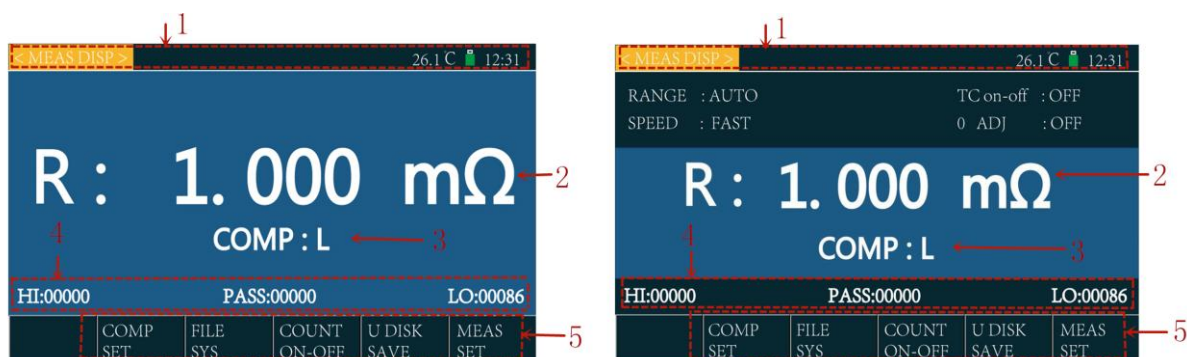 1
< MEAS DISP > 26.1℃ 12:31
R : 1. 000 mΩ 2
4
COMP : L 3
HI:00000 PASS:00000 LO:00086
COMP SET FILE SYS COUNT ON-OFF U DISK SAVE MEAS SET 5
1
< MEAS DISP > 26.1℃ 12:31
RANGE : AUTO TC on-off : OFF
SPEED : FAST 0 ADJ : OFF
R : 1. 000 mΩ 2
4
COMP : L 3
HI:00000 PASS:00000 LO:00086
COMP SET FILE SYS COUNT ON-OFF U DISK SAVE MEAS SET 5